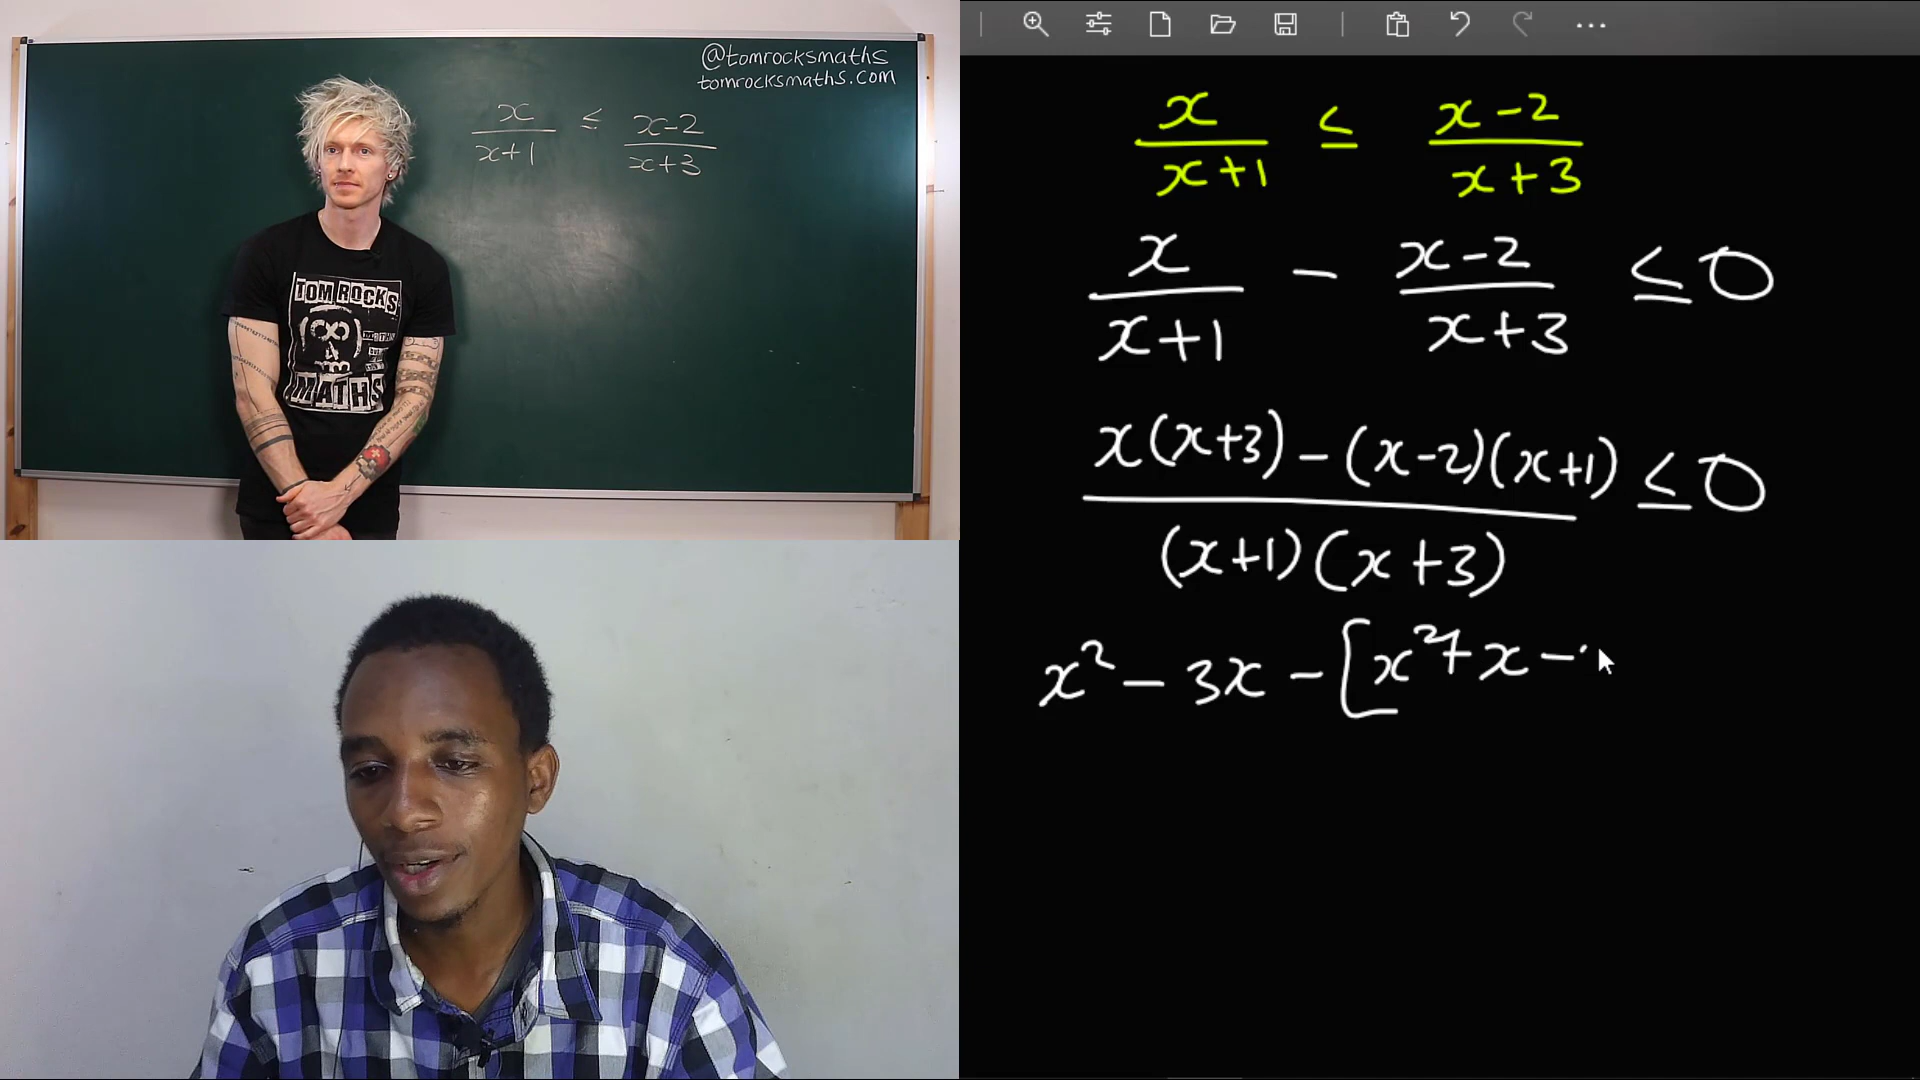 @tomrocksmaths
tomrocksmaths.com
x/(x+1) ≤ (x-2)/(x+3)
TOM ROCKS
MATHS
x/(x+1) ≤ (x-2)/(x+3)
x/(x+1) - (x-2)/(x+3) ≤ 0
(x(x+3) - (x-2)(x+1))/((x+1)(x+3)) ≤ 0
x² - 3x - [x² + x -